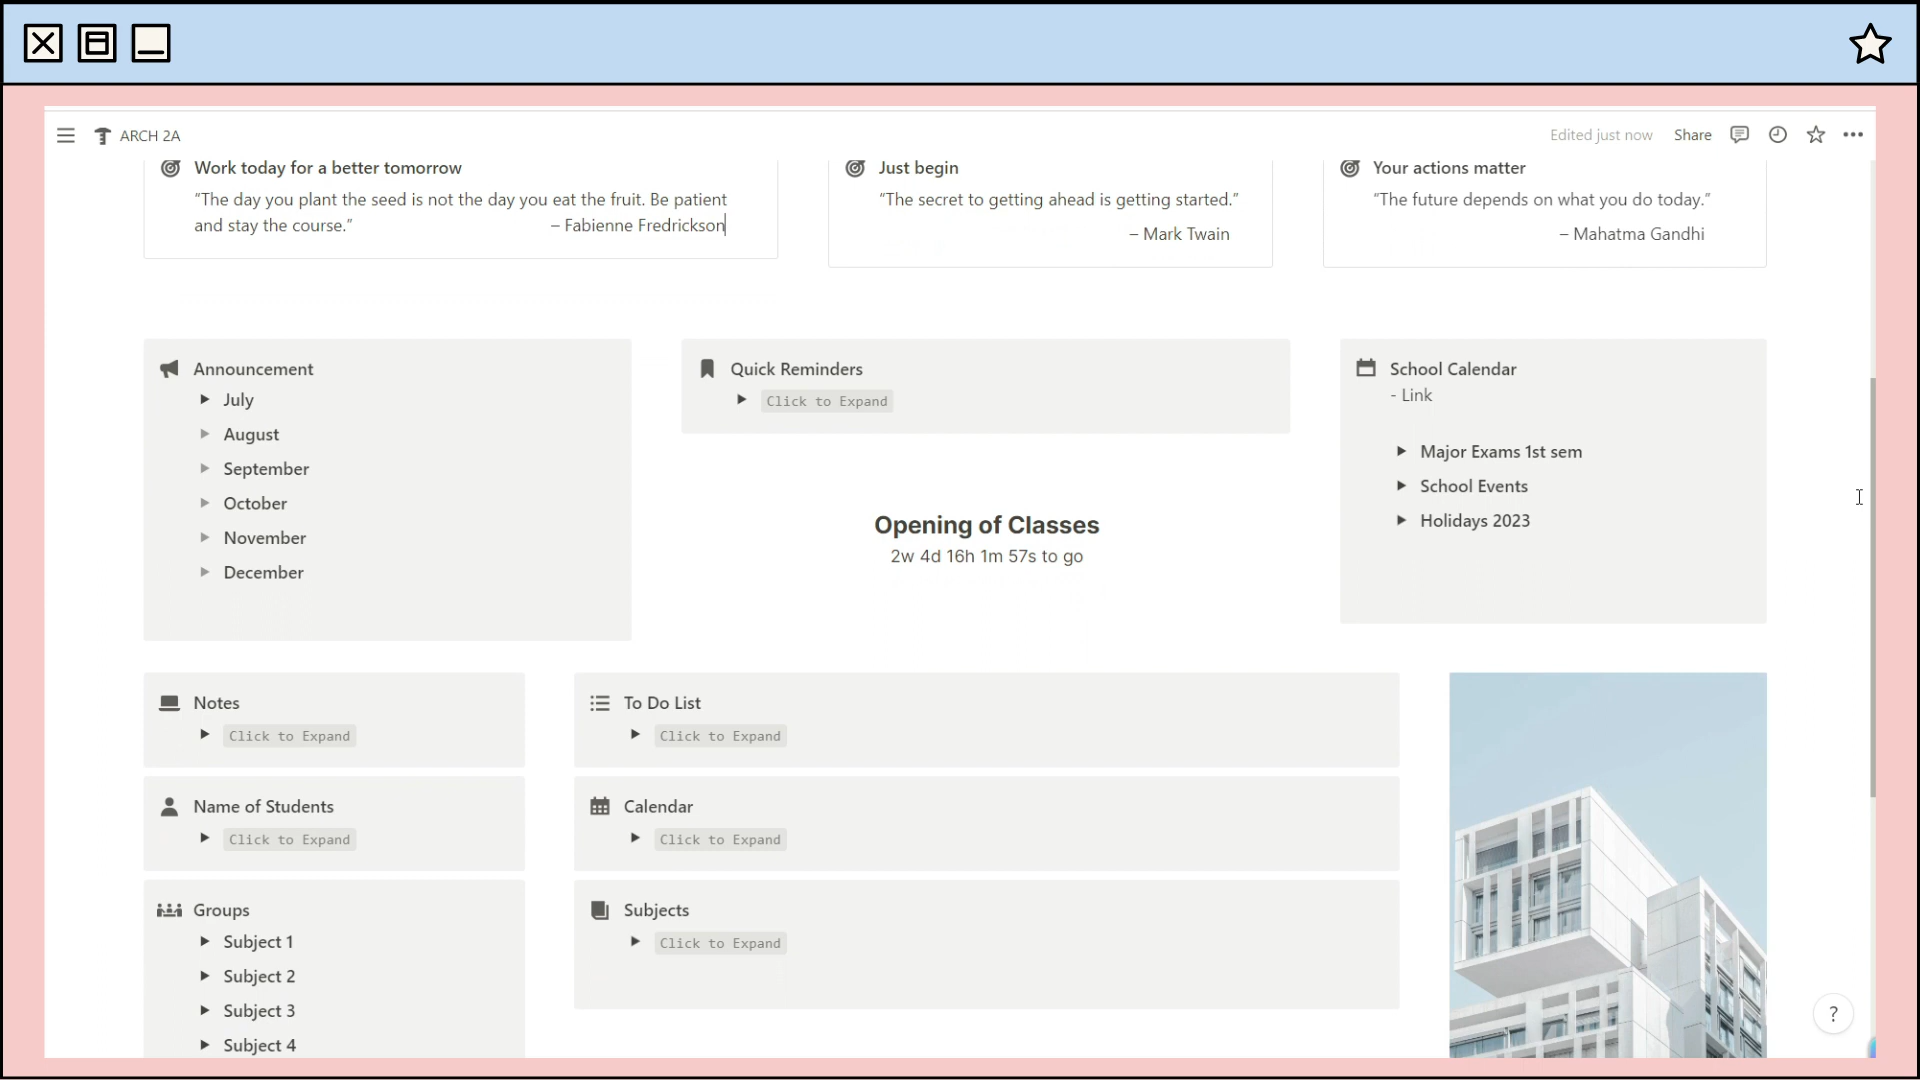 ARCH 2A
Edited just now
Share
Work today for a better tomorrow
“The day you plant the seed is not the day you eat the fruit. Be patient
and stay the course.” – Fabienne Fredrickson
Just begin
“The secret to getting ahead is getting started.”
– Mark Twain
Your actions matter
“The future depends on what you do today.”
– Mahatma Gandhi
Announcement
July
August
September
October
November
December
Quick Reminders
Click to Expand
Opening of Classes
2w 4d 16h 1m 57s to go
School Calendar
- Link
Major Exams 1st sem
School Events
Holidays 2023
Notes
Click to Expand
Name of Students
Click to Expand
Groups
Subject 1
Subject 2
Subject 3
Subject 4
To Do List
Click to Expand
Calendar
Click to Expand
Subjects
Click to Expand
?